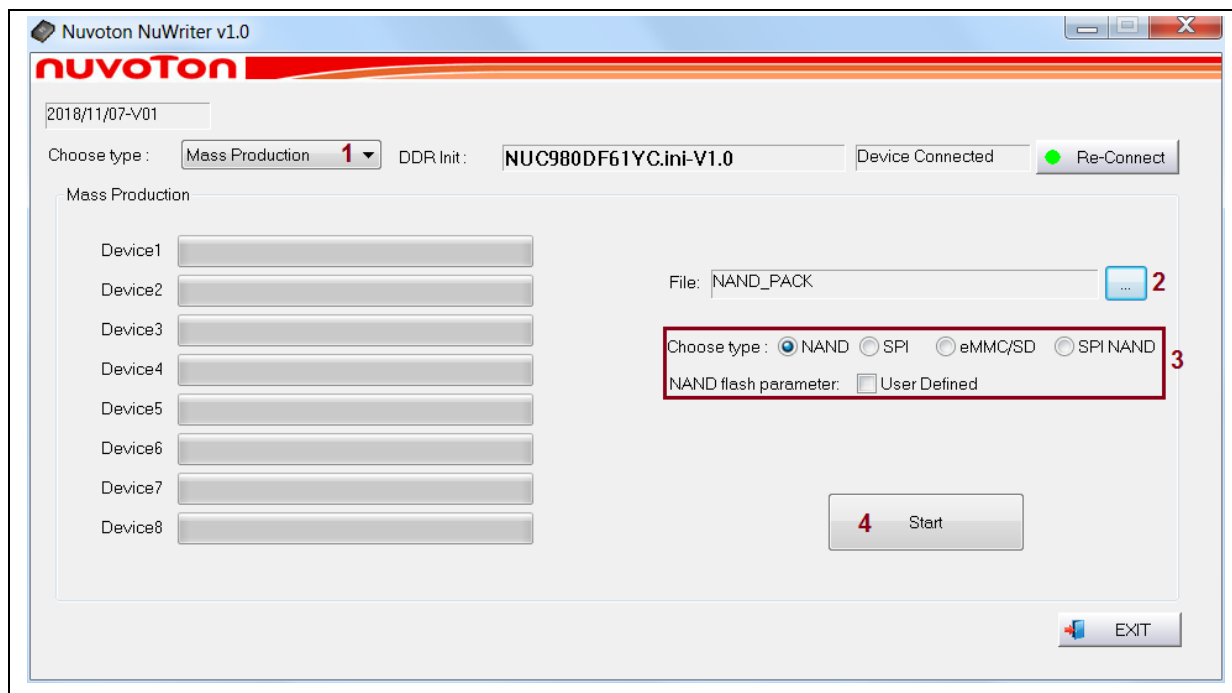 Nuvoton NuWriter v1.0
nuvoTon
2018/11/07-V01
Choose type : Mass Production 1 DDR Init : NUC980DF61YC.ini-V1.0 Device Connected Re-Connect
Mass Production
Device1
Device2
Device3
Device4
Device5
Device6
Device7
Device8
File: NAND_PACK ... 2
Choose type : NAND SPI eMMC/SD SPI NAND
NAND flash parameter: User Defined
3
4 Start
EXIT